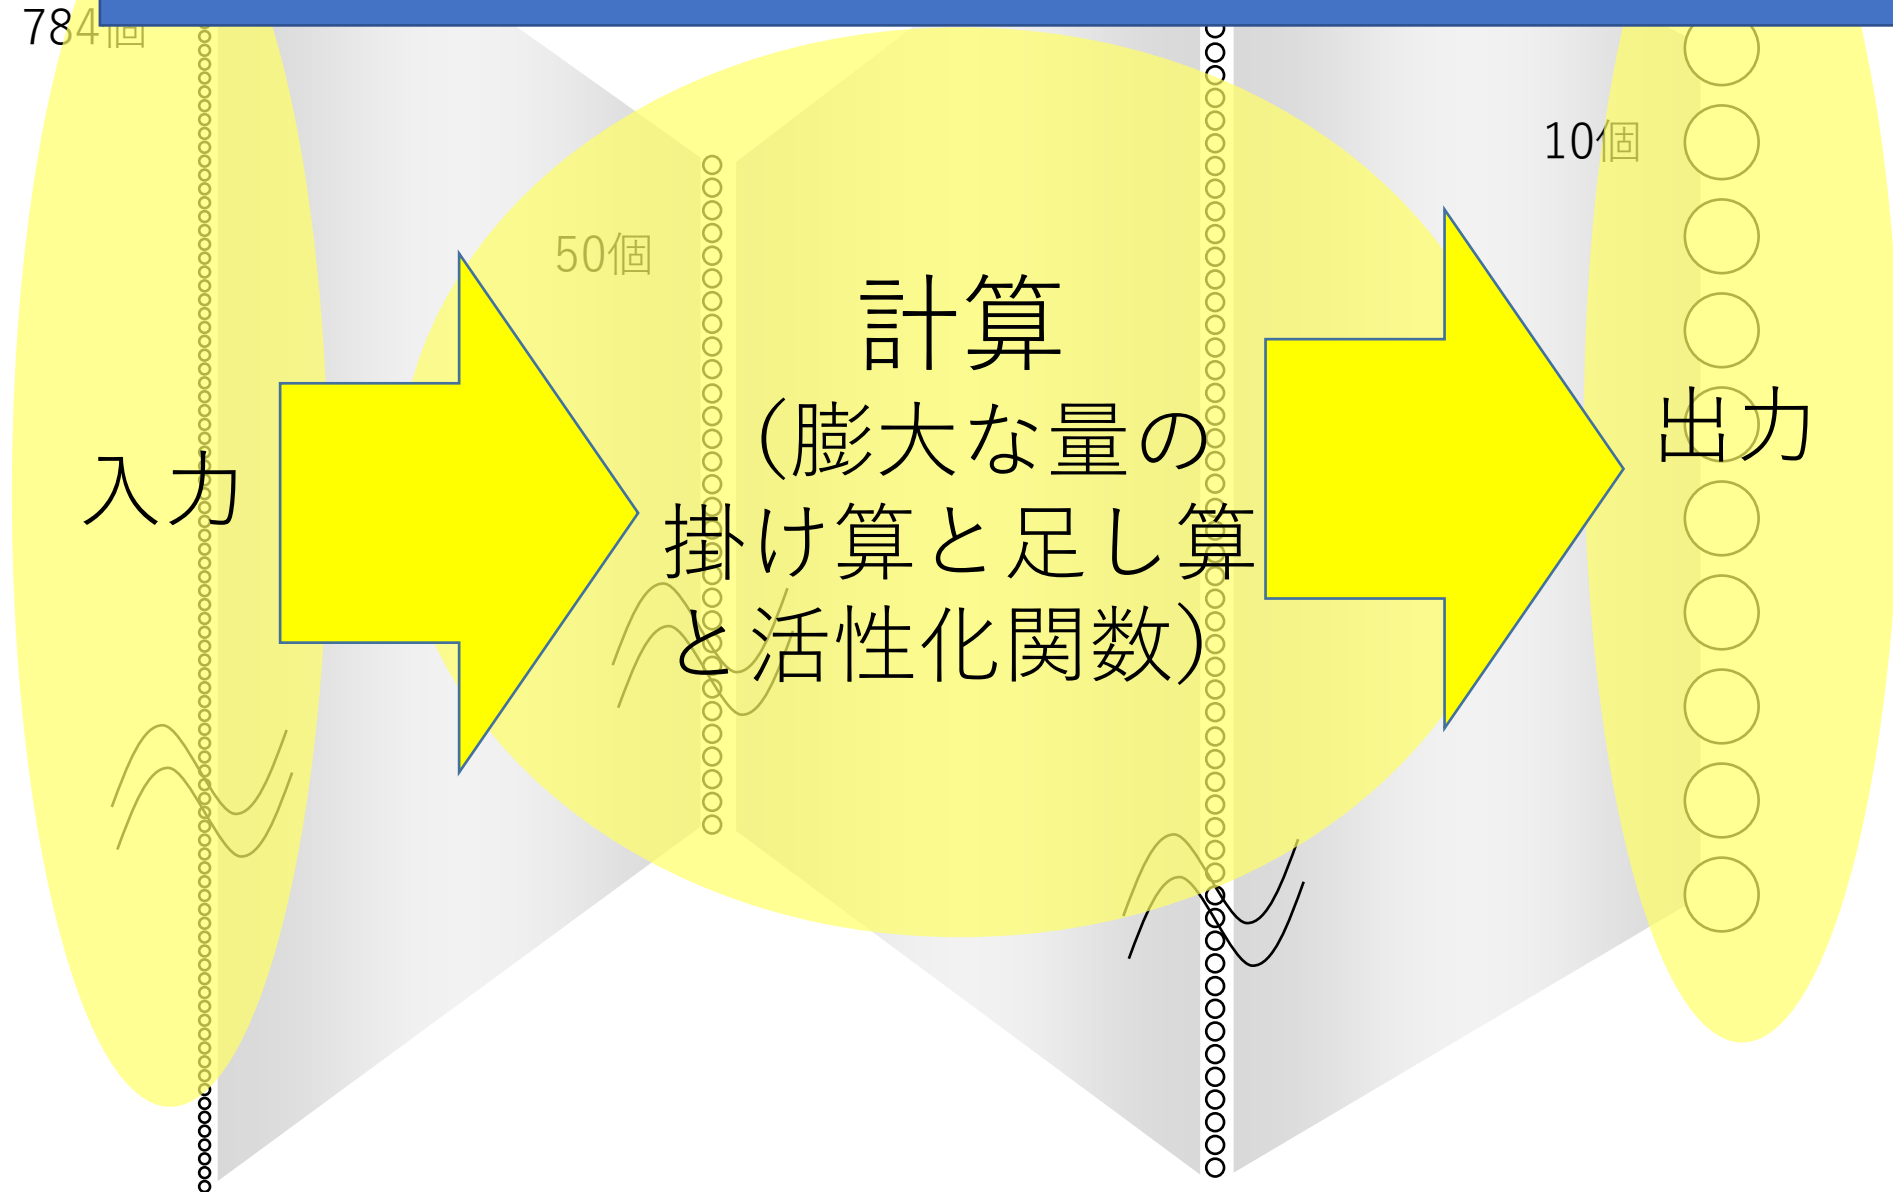 784個
10個
50個
計算
（膨大な量の
掛け算と足し算
と活性化関数）
入力
出力